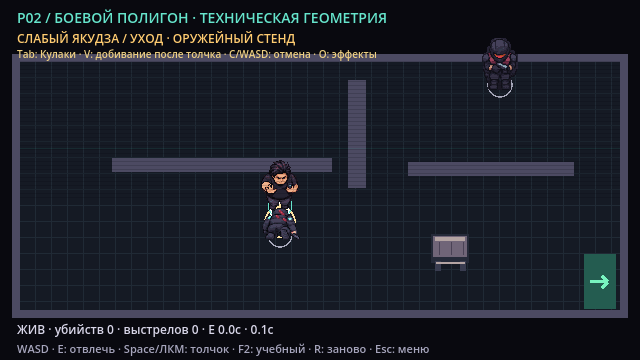 P02 / БОЕВОЙ ПОЛИГОН · ТЕХНИЧЕСКАЯ ГЕОМЕТРИЯ
СЛАБЫЙ ЯКУДЗА / УХОД · ОРУЖЕЙНЫЙ СТЕНД
Tab: Кулаки · V: добивание после толчка · C/WASD: отмена · O: эффекты
ЖИВ · убийств 0 · выстрелов 0 · E 0.0с · 0.1с
WASD · E: отвлечь · Space/ЛКМ: толчок · F2: учебный · R: заново · Esc: меню